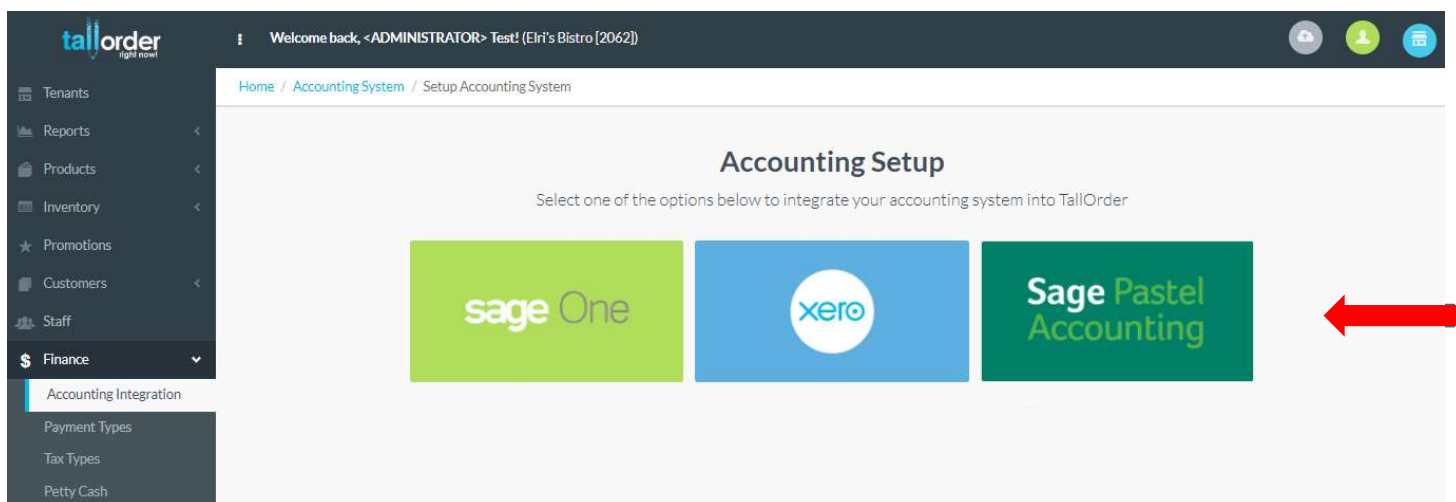 tallorder
right now!
Welcome back, <ADMINISTRATOR> Test! (Elri's Bistro [2062])
Home / Accounting System / Setup Accounting System
Tenants
Reports
Products
Inventory
Promotions
Customers
Staff
$ Finance
Accounting Integration
Payment Types
Tax Types
Petty Cash
Accounting Setup
Select one of the options below to integrate your accounting system into TallOrder
sage One
xero
Sage Pastel
Accounting